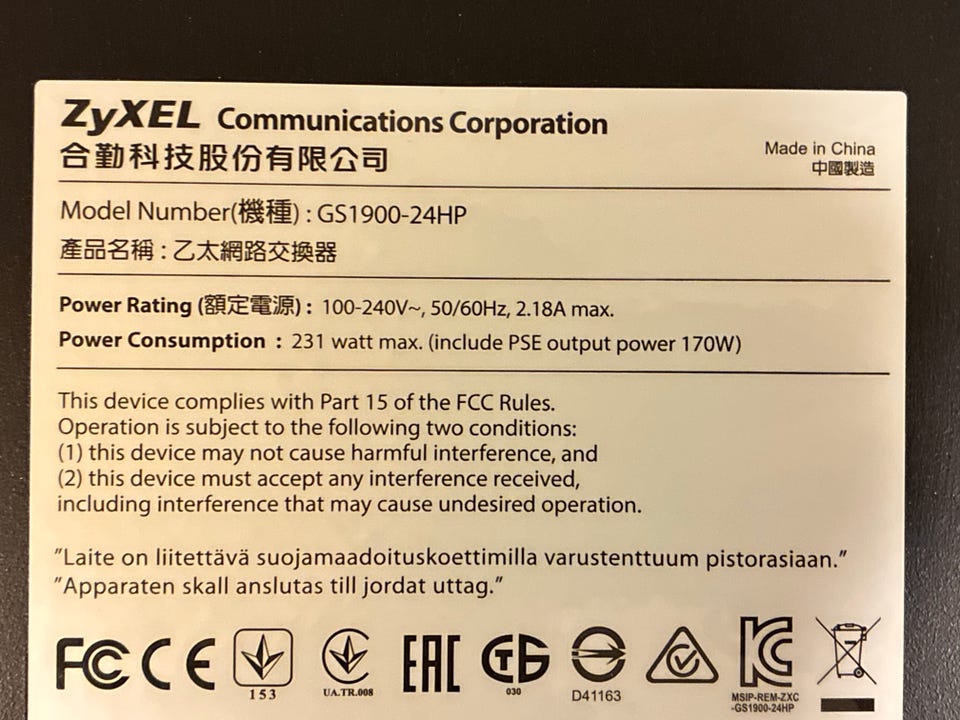 ZyXEL Communications Corporation
合勤科技股份有限公司
Made in China
中國製造
Model Number(機種) : GS1900-24HP
產品名稱 : 乙太網路交換器
Power Rating (額定電源) : 100-240V~, 50/60Hz, 2.18A max.
Power Consumption : 231 watt max. (include PSE output power 170W)
This device complies with Part 15 of the FCC Rules.
Operation is subject to the following two conditions:
(1) this device may not cause harmful interference, and
(2) this device must accept any interference received,
including interference that may cause undesired operation.
"Laite on liitettävä suojamaadoituskoettimilla varustenttuum pistorasiaan."
"Apparaten skall anslutas till jordat uttag."
FC CE 153 UA.TR.008 EAC 030 D41163 KC
MSIP-REM-ZXC
-GS1900-24HP